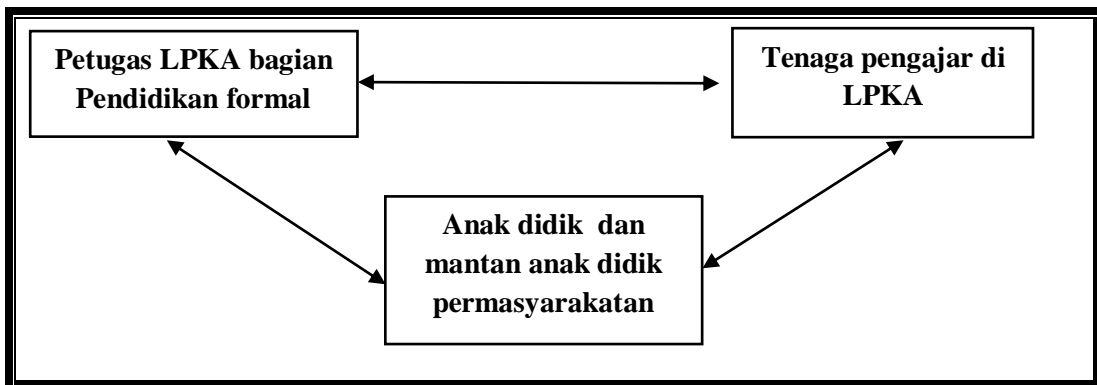 Petugas LPKA bagian
Pendidikan formal
Tenaga pengajar di
LPKA
Anak didik dan
mantan anak didik
permasyarakatan